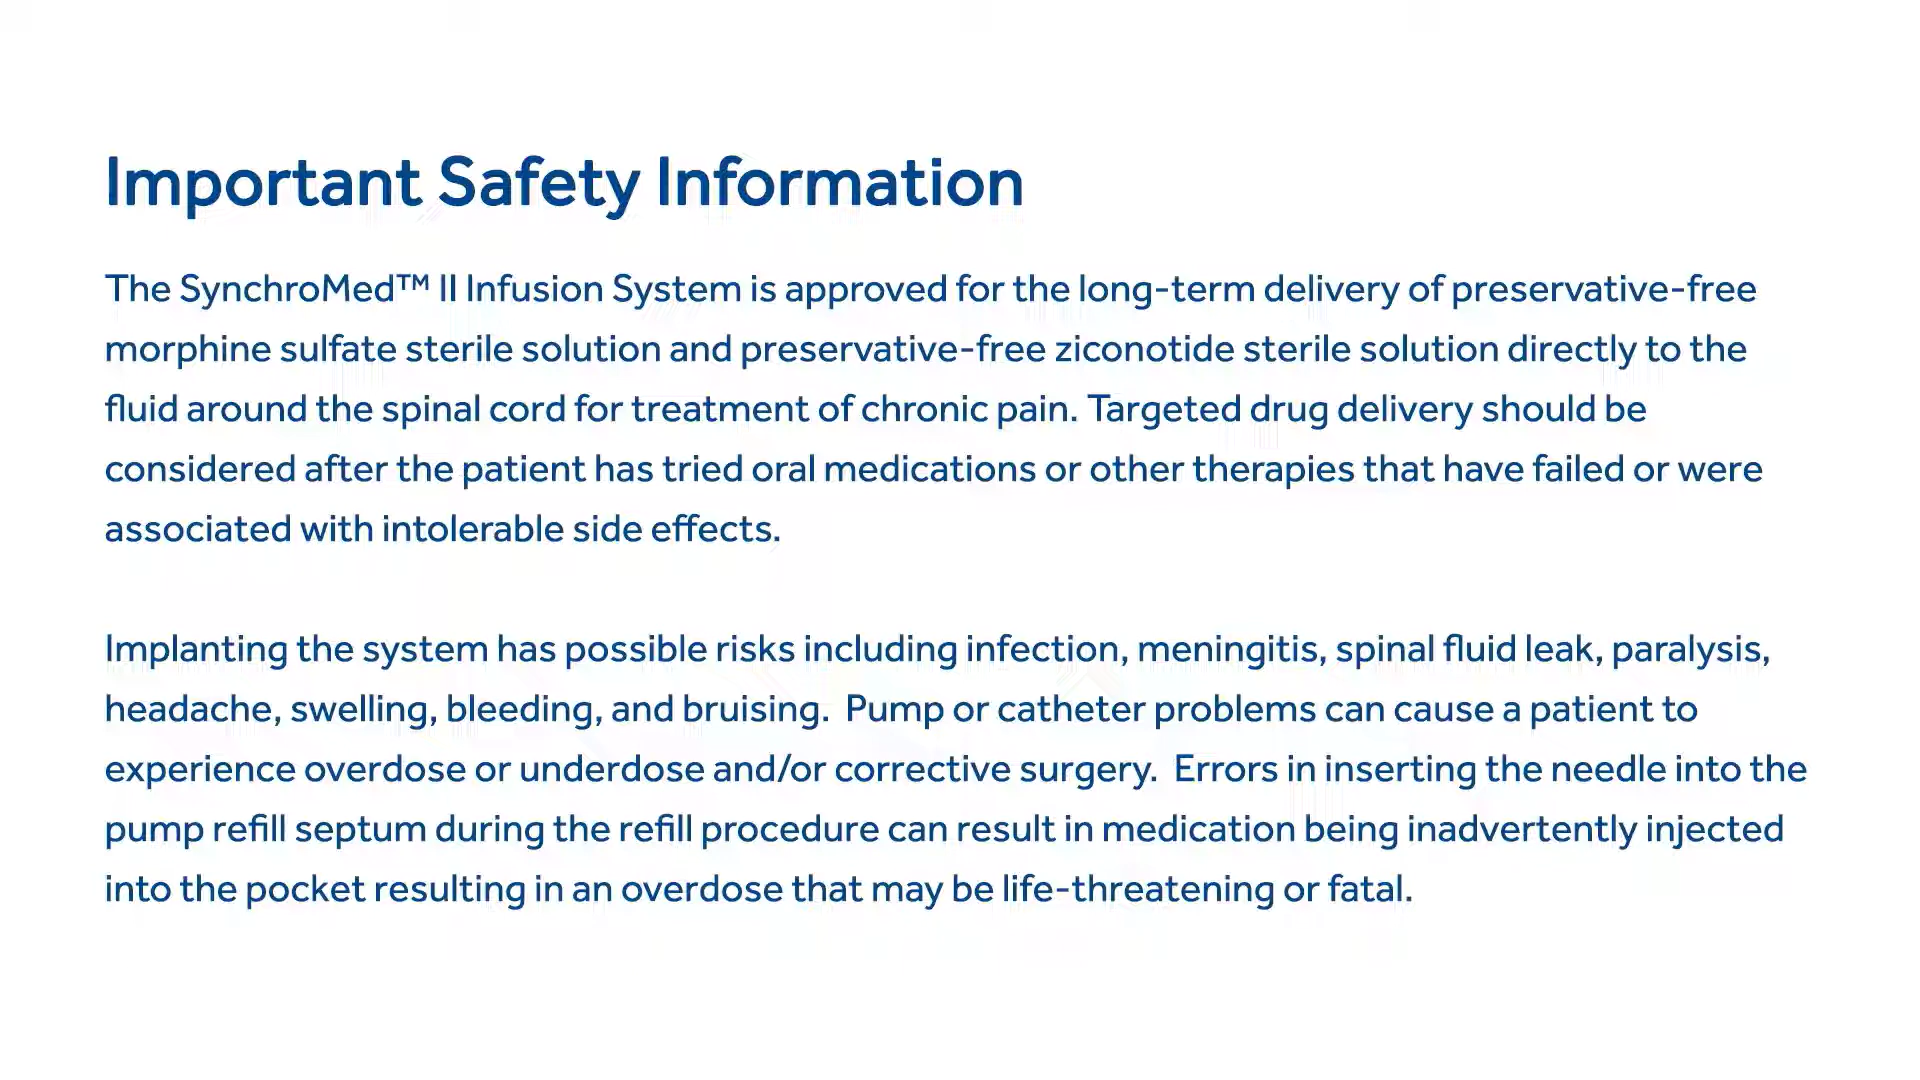 Important Safety Information
The SynchroMed™ II Infusion System is approved for the long-term delivery of preservative-free
morphine sulfate sterile solution and preservative-free ziconotide sterile solution directly to the
fluid around the spinal cord for treatment of chronic pain. Targeted drug delivery should be
considered after the patient has tried oral medications or other therapies that have failed or were
associated with intolerable side effects.
Implanting the system has possible risks including infection, meningitis, spinal fluid leak, paralysis,
headache, swelling, bleeding, and bruising.  Pump or catheter problems can cause a patient to
experience overdose or underdose and/or corrective surgery.  Errors in inserting the needle into the
pump refill septum during the refill procedure can result in medication being inadvertently injected
into the pocket resulting in an overdose that may be life-threatening or fatal.